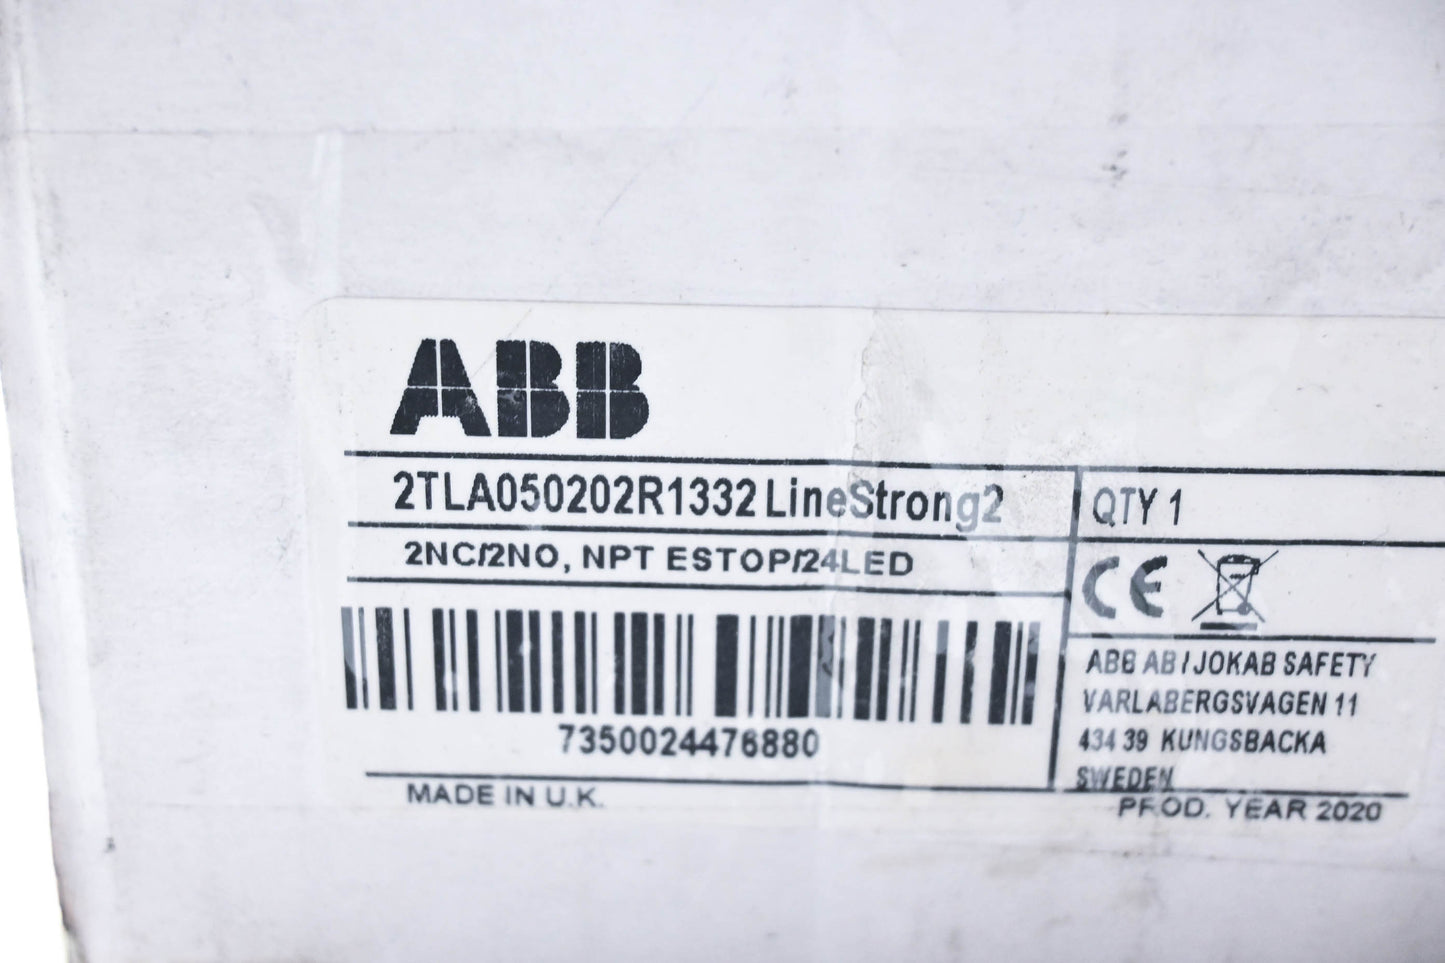 ABB
2TLA050202R1332 LineStrong2
QTY 1
2NC/2NO, NPT ESTOP/24LED
CE
7350024476880
ABB AB / JOKAB SAFETY
VARLABERGSVAGEN 11
434 39 KUNGSBACKA
SWEDEN
MADE IN U.K.
PROD. YEAR 2020